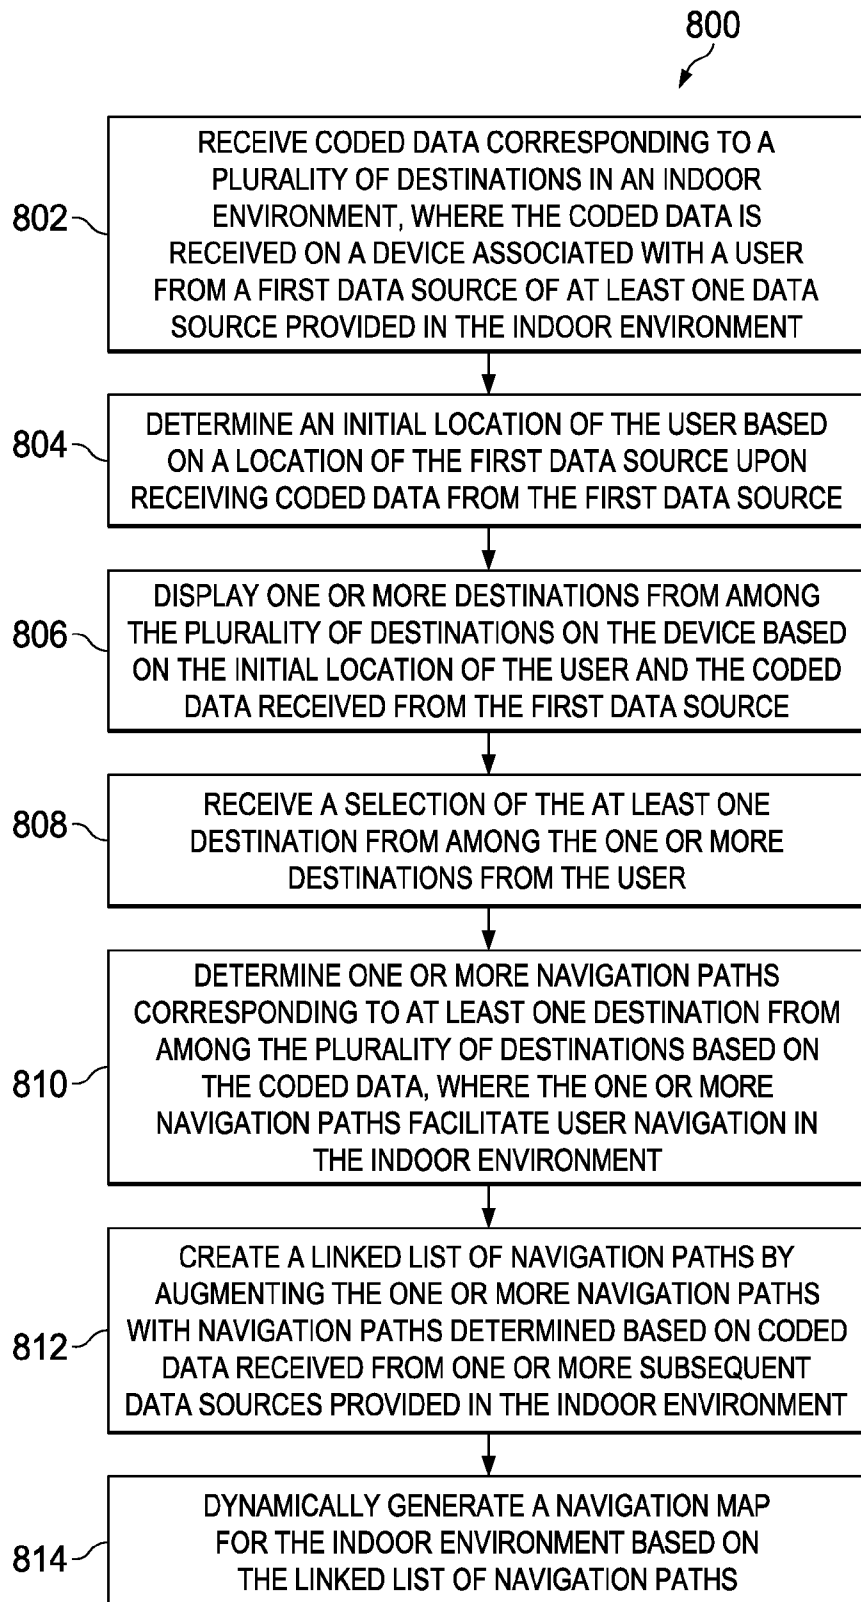 800
802
RECEIVE CODED DATA CORRESPONDING TO A
PLURALITY OF DESTINATIONS IN AN INDOOR
ENVIRONMENT, WHERE THE CODED DATA IS
RECEIVED ON A DEVICE ASSOCIATED WITH A USER
FROM A FIRST DATA SOURCE OF AT LEAST ONE DATA
SOURCE PROVIDED IN THE INDOOR ENVIRONMENT
804
DETERMINE AN INITIAL LOCATION OF THE USER BASED
ON A LOCATION OF THE FIRST DATA SOURCE UPON
RECEIVING CODED DATA FROM THE FIRST DATA SOURCE
806
DISPLAY ONE OR MORE DESTINATIONS FROM AMONG
THE PLURALITY OF DESTINATIONS ON THE DEVICE BASED
ON THE INITIAL LOCATION OF THE USER AND THE CODED
DATA RECEIVED FROM THE FIRST DATA SOURCE
808
RECEIVE A SELECTION OF THE AT LEAST ONE
DESTINATION FROM AMONG THE ONE OR MORE
DESTINATIONS FROM THE USER
810
DETERMINE ONE OR MORE NAVIGATION PATHS
CORRESPONDING TO AT LEAST ONE DESTINATION FROM
AMONG THE PLURALITY OF DESTINATIONS BASED ON
THE CODED DATA, WHERE THE ONE OR MORE
NAVIGATION PATHS FACILITATE USER NAVIGATION IN
THE INDOOR ENVIRONMENT
812
CREATE A LINKED LIST OF NAVIGATION PATHS BY
AUGMENTING THE ONE OR MORE NAVIGATION PATHS
WITH NAVIGATION PATHS DETERMINED BASED ON CODED
DATA RECEIVED FROM ONE OR MORE SUBSEQUENT
DATA SOURCES PROVIDED IN THE INDOOR ENVIRONMENT
814
DYNAMICALLY GENERATE A NAVIGATION MAP
FOR THE INDOOR ENVIRONMENT BASED ON
THE LINKED LIST OF NAVIGATION PATHS